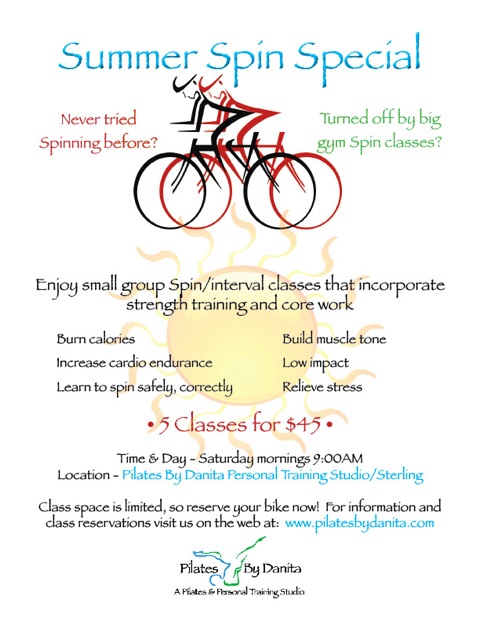 Summer Spin Special
Never tried
Spinning before?
Turned off by big
gym Spin classes?
Enjoy small group Spin/interval classes that incorporate
strength training and core work
Burn calories
Increase cardio endurance
Learn to spin safely, correctly
Build muscle tone
Low impact
Relieve stress
• 5 Classes for $45 •
Time & Day - Saturday mornings 9:00AM
Location - Pilates By Danita Personal Training Studio/Sterling
Class space is limited, so reserve your bike now! For information and
class reservations visit us on the web at: www.pilatesbydanita.com
Pilates By Danita
A Pilates & Personal Training Studio